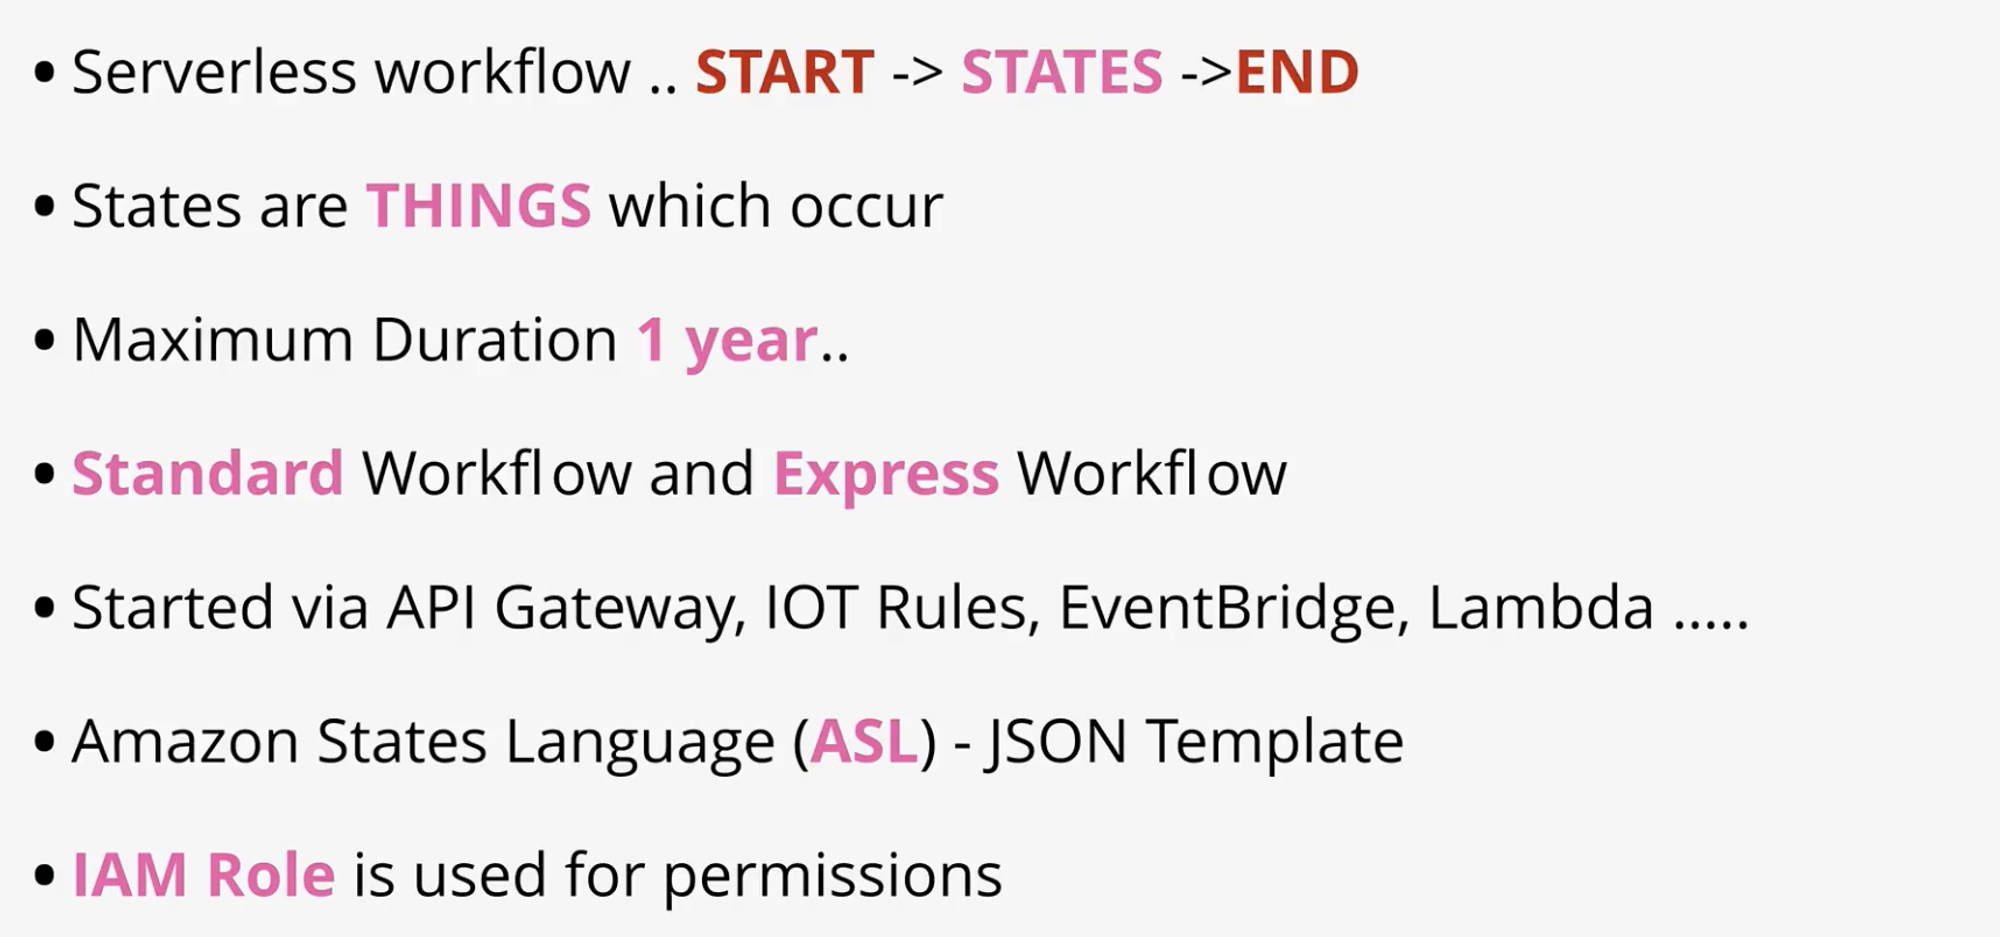 • Serverless workflow .. START -> STATES ->END
• States are THINGS which occur
• Maximum Duration 1 year..
• Standard Workflow and Express Workflow
• Started via API Gateway, IOT Rules, EventBridge, Lambda .....
• Amazon States Language (ASL) - JSON Template
• IAM Role is used for permissions